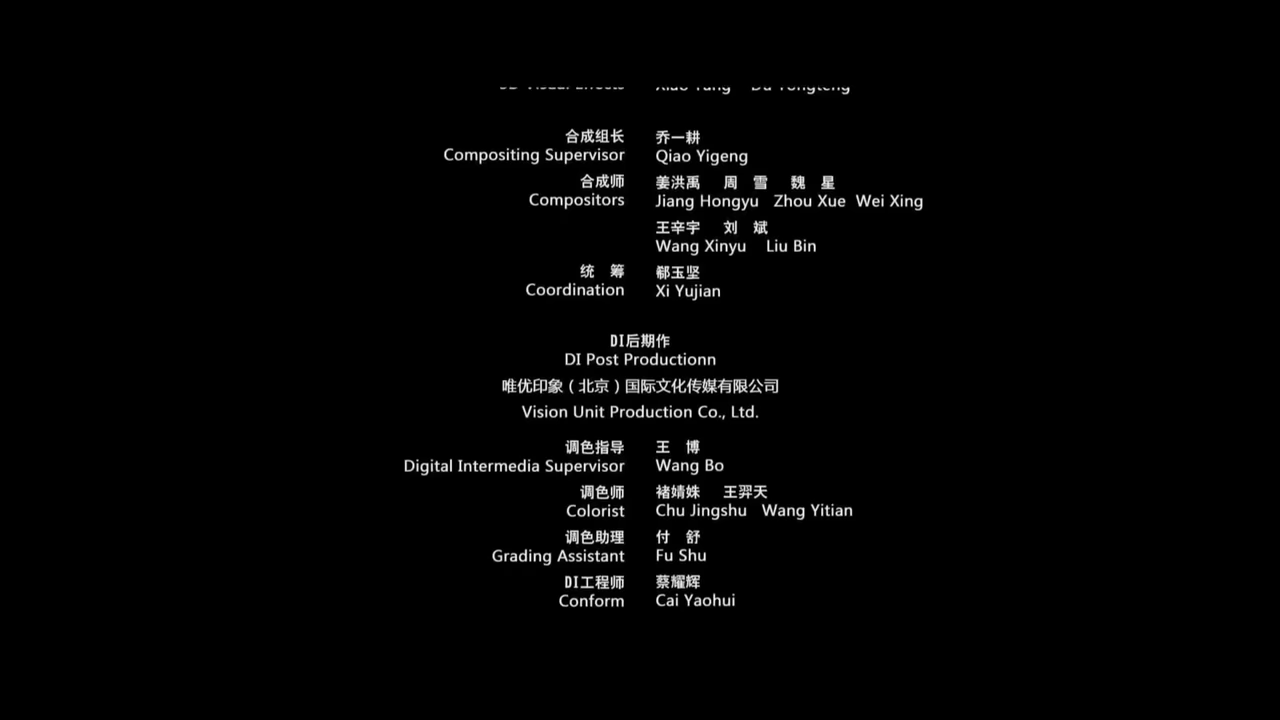 合成组长 乔一耕
Compositing Supervisor Qiao Yigeng
合成师 姜洪禹 周 雪 魏 星
Compositors Jiang Hongyu Zhou Xue Wei Xing
王辛宇 刘 斌
Wang Xinyu Liu Bin
统 筹 郗玉坚
Coordination Xi Yujian
DI后期作
DI Post Productionn
唯优印象（北京）国际文化传媒有限公司
Vision Unit Production Co., Ltd.
调色指导 王 博
Digital Intermedia Supervisor Wang Bo
调色师 褚婧姝 王羿天
Colorist Chu Jingshu Wang Yitian
调色助理 付 舒
Grading Assistant Fu Shu
DI工程师 蔡耀辉
Conform Cai Yaohui